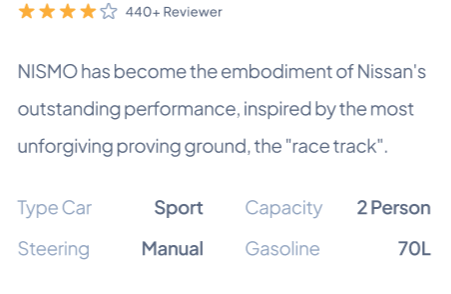 440+ Reviewer
NISMO has become the embodiment of Nissan's
outstanding performance, inspired by the most
unforgiving proving ground, the "race track".
Type Car Sport Capacity 2 Person
Steering Manual Gasoline 70L